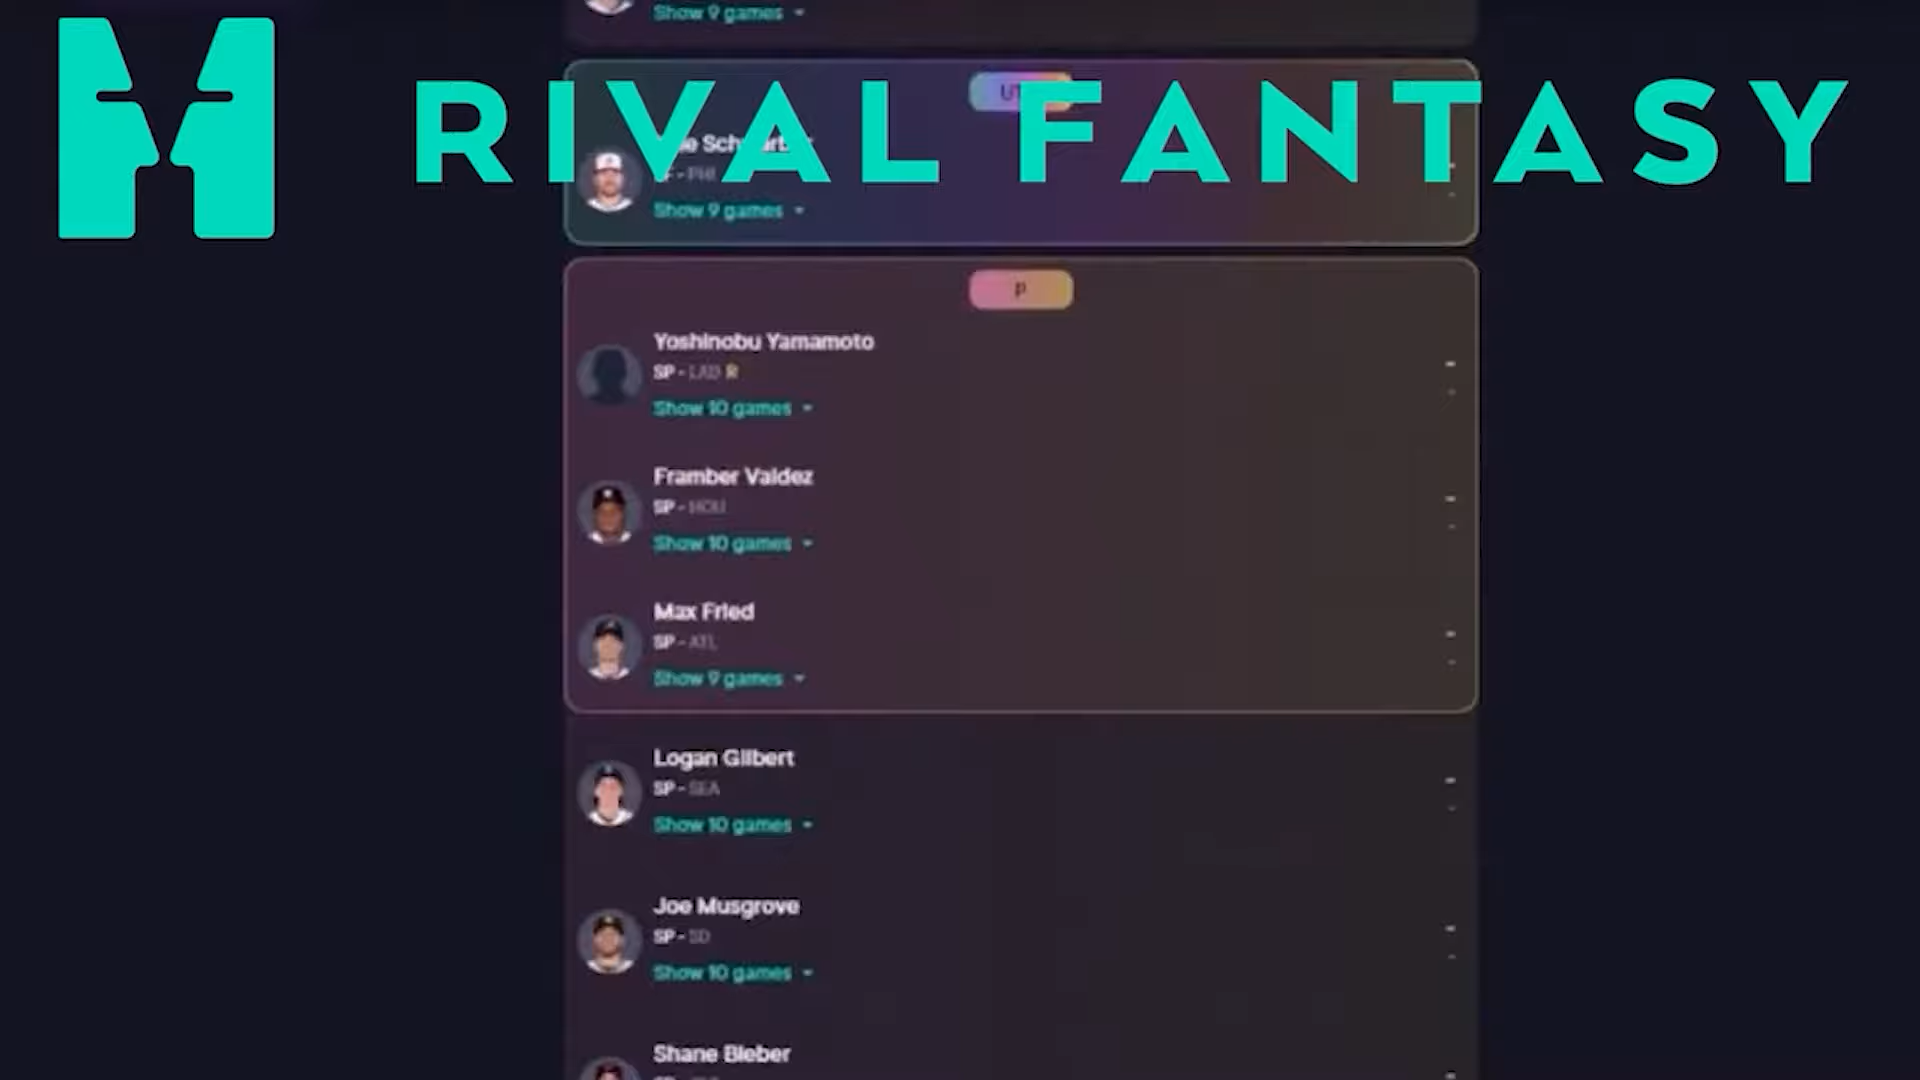 Show 9 games
RIVAL FANTASY
Show 9 games
P
Yoshinobu Yamamoto
SP - LAD R
Show 10 games
Framber Valdez
SP - HOU
Show 10 games
Max Fried
SP - ATL
Show 9 games
Logan Gilbert
SP - SEA
Show 10 games
Joe Musgrove
SP - SD
Show 10 games
Shane Bieber